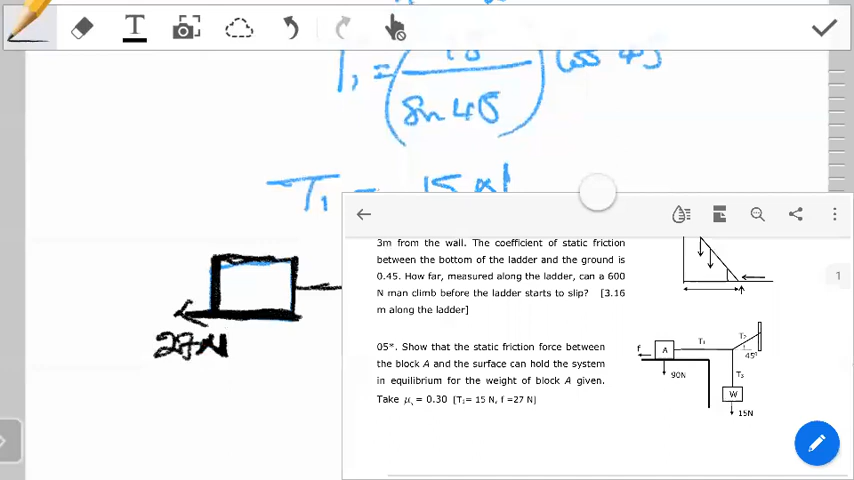 T
T₁ = (15 / Sin 45) Cos 45
T₁ = 15 N
27N
3m from the wall. The coefficient of static friction
between the bottom of the ladder and the ground is
0.45. How far, measured along the ladder, can a 600
N man climb before the ladder starts to slip? [3.16
m along the ladder]
1
05*. Show that the static friction force between
the block A and the surface can hold the system
in equilibrium for the weight of block A given.
Take μₛ = 0.30 [T₁= 15 N, f =27 N]
f
A
T₁
T₂
45⁰
90N
T₃
W
15N